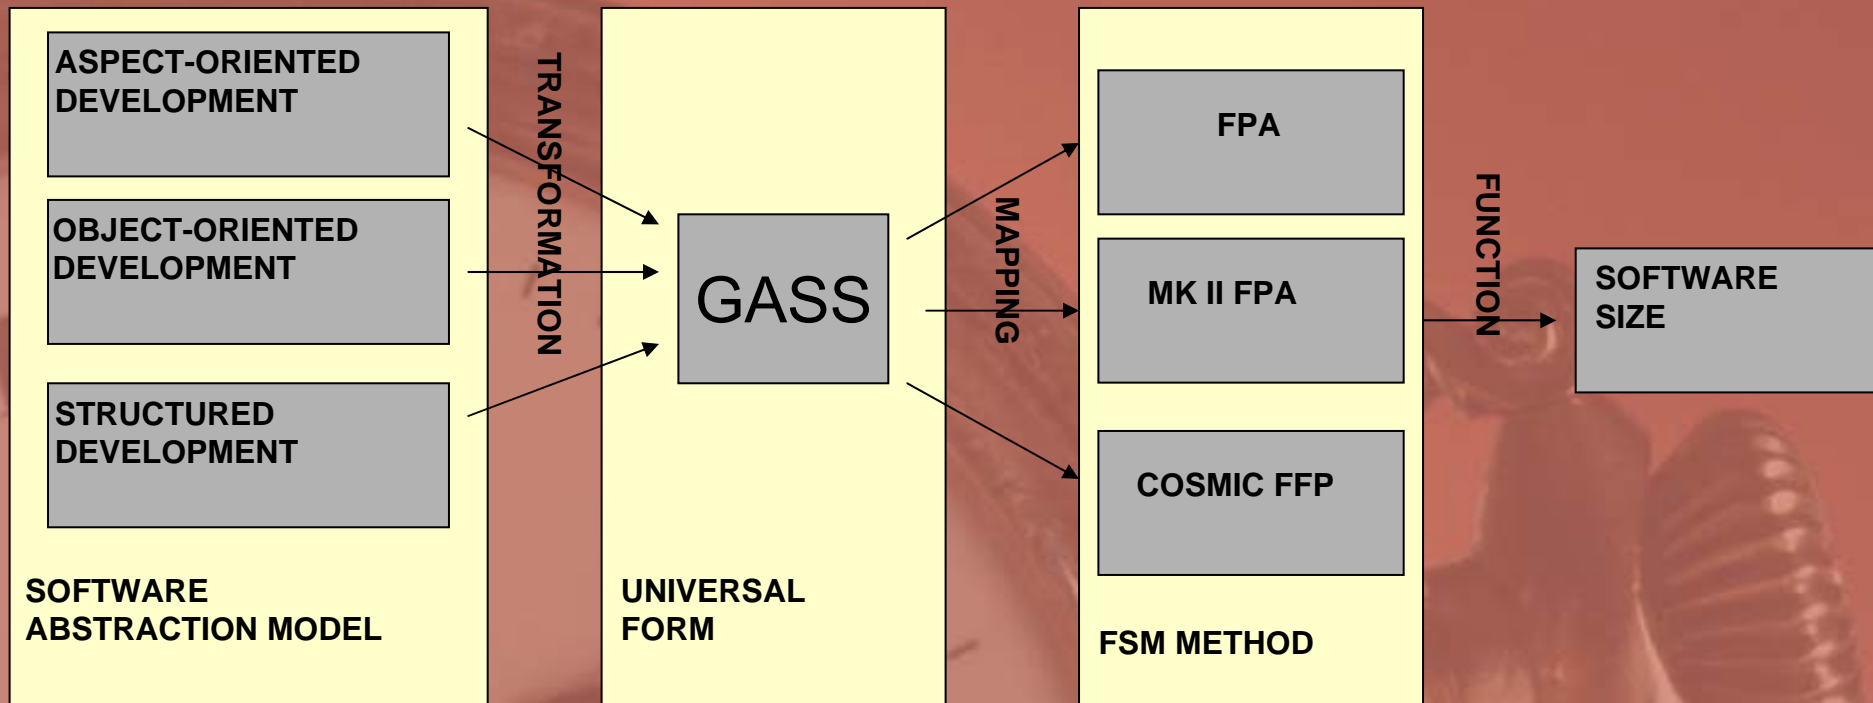 ASPECT-ORIENTED
DEVELOPMENT
OBJECT-ORIENTED
DEVELOPMENT
STRUCTURED
DEVELOPMENT
SOFTWARE
ABSTRACTION MODEL
TRANSFORMATION
GASS
UNIVERSAL
FORM
MAPPING
FPA
MK II FPA
COSMIC FFP
FSM METHOD
FUNCTION
SOFTWARE
SIZE